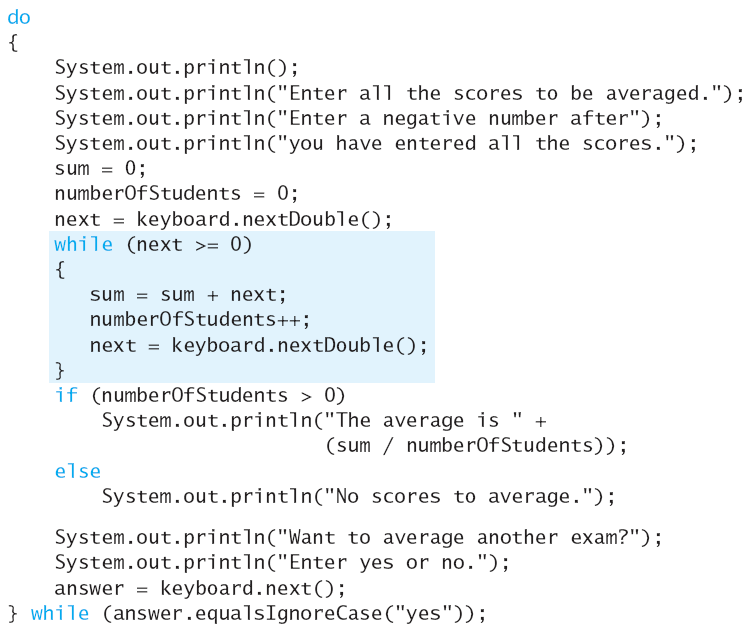 do
{
    System.out.println();
    System.out.println("Enter all the scores to be averaged.");
    System.out.println("Enter a negative number after");
    System.out.println("you have entered all the scores.");
    sum = 0;
    numberOfStudents = 0;
    next = keyboard.nextDouble();
    while (next >= 0)
    {
       sum = sum + next;
       numberOfStudents++;
       next = keyboard.nextDouble();
    }
    if (numberOfStudents > 0)
        System.out.println("The average is " +
                           (sum / numberOfStudents));
    else
        System.out.println("No scores to average.");
    System.out.println("Want to average another exam?");
    System.out.println("Enter yes or no.");
    answer = keyboard.next();
} while (answer.equalsIgnoreCase("yes"));